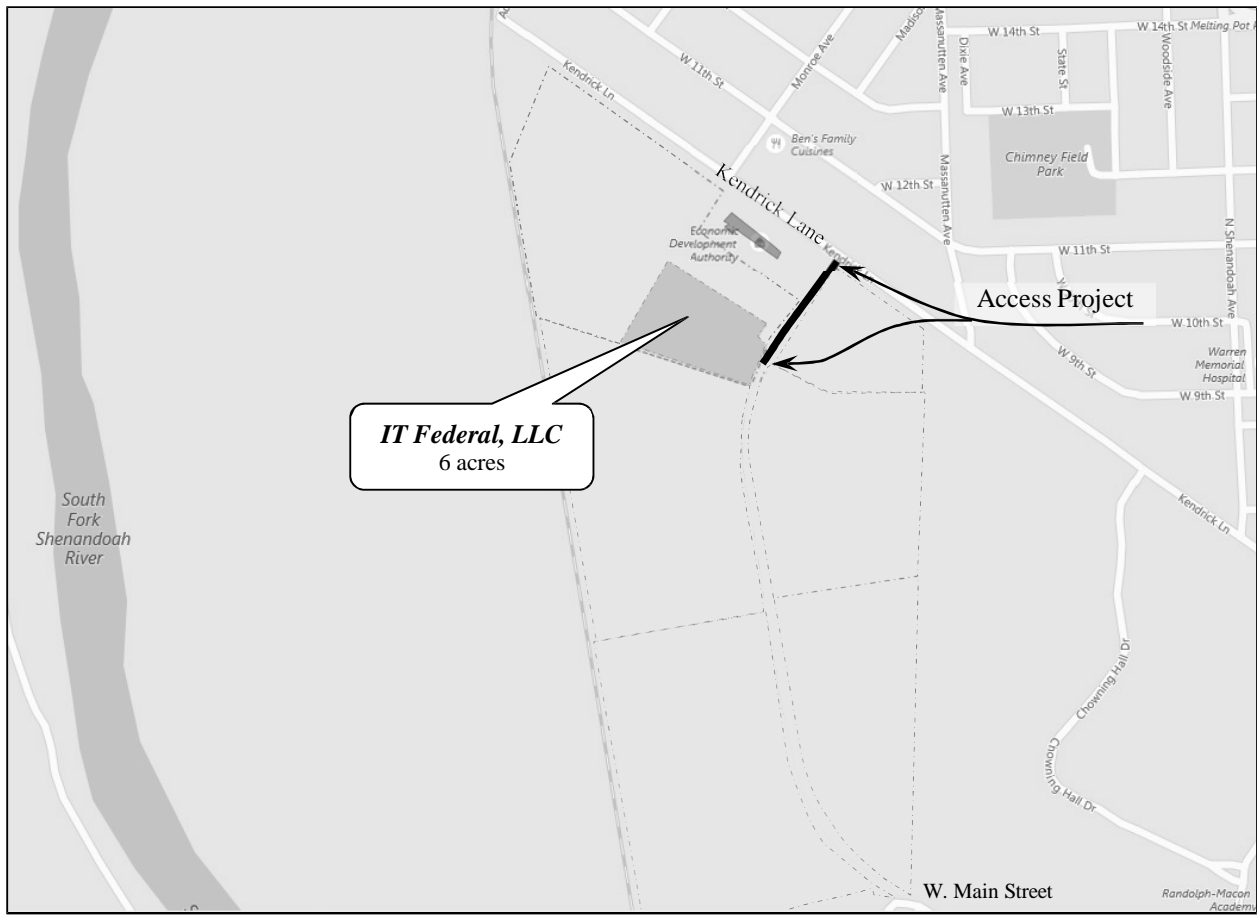 W 14th St
W 14th St
Melting Pot
Madison
Massanutten Ave
Dixie Ave
State St
Woodside Ave
Kendrick Ln
W 11th St
Monroe Ave
W 13th St
Ben's Family
Cuisines
Chimney Field
Park
Massanutten Ave
W 12th St
Kendrick Lane
N Shenandoah Ave
Economic
Development
Authority
W 11th St
Access Project
W 10th St
W 9th St
Warren
Memorial
Hospital
W 9th St
IT Federal, LLC
6 acres
South
Fork
Shenandoah
River
Kendrick Ln
Chowning Hall Dr
Chowning Hall Dr
W. Main Street
Randolph-Macon
Academy